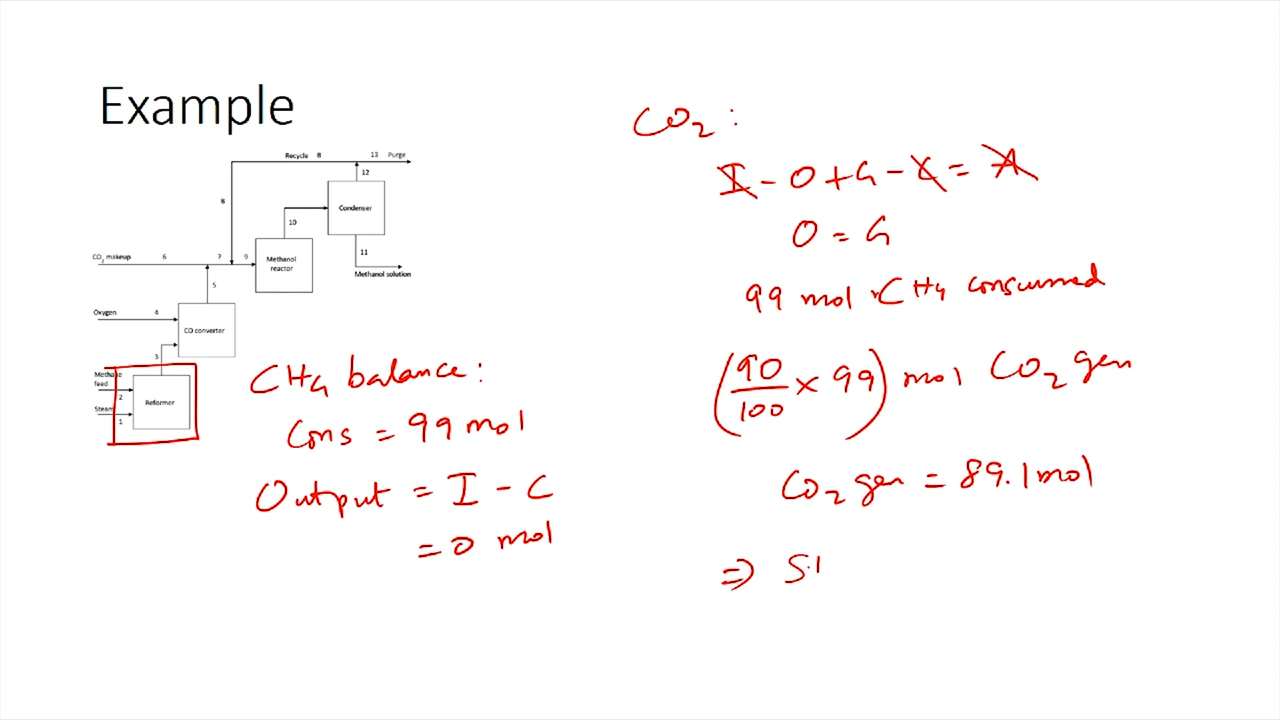 Example
Recycle 8 13 Purge
12
8
Condenser
10
11
CO2 makeup 6 7 9
Methanol
reactor
Methanol solution
5
Oxygen 4
CO converter
3
Methane
feed
2
Reformer
Steam
1
CH4 balance:
Cons = 99 mol
Output = I - C
= 0 mol
CO2 :
I - O + G - C = A
O = G
99 mol CH4 consumed
(90/100 × 99) mol CO2 gen
CO2 gen = 89.1 mol
⇒